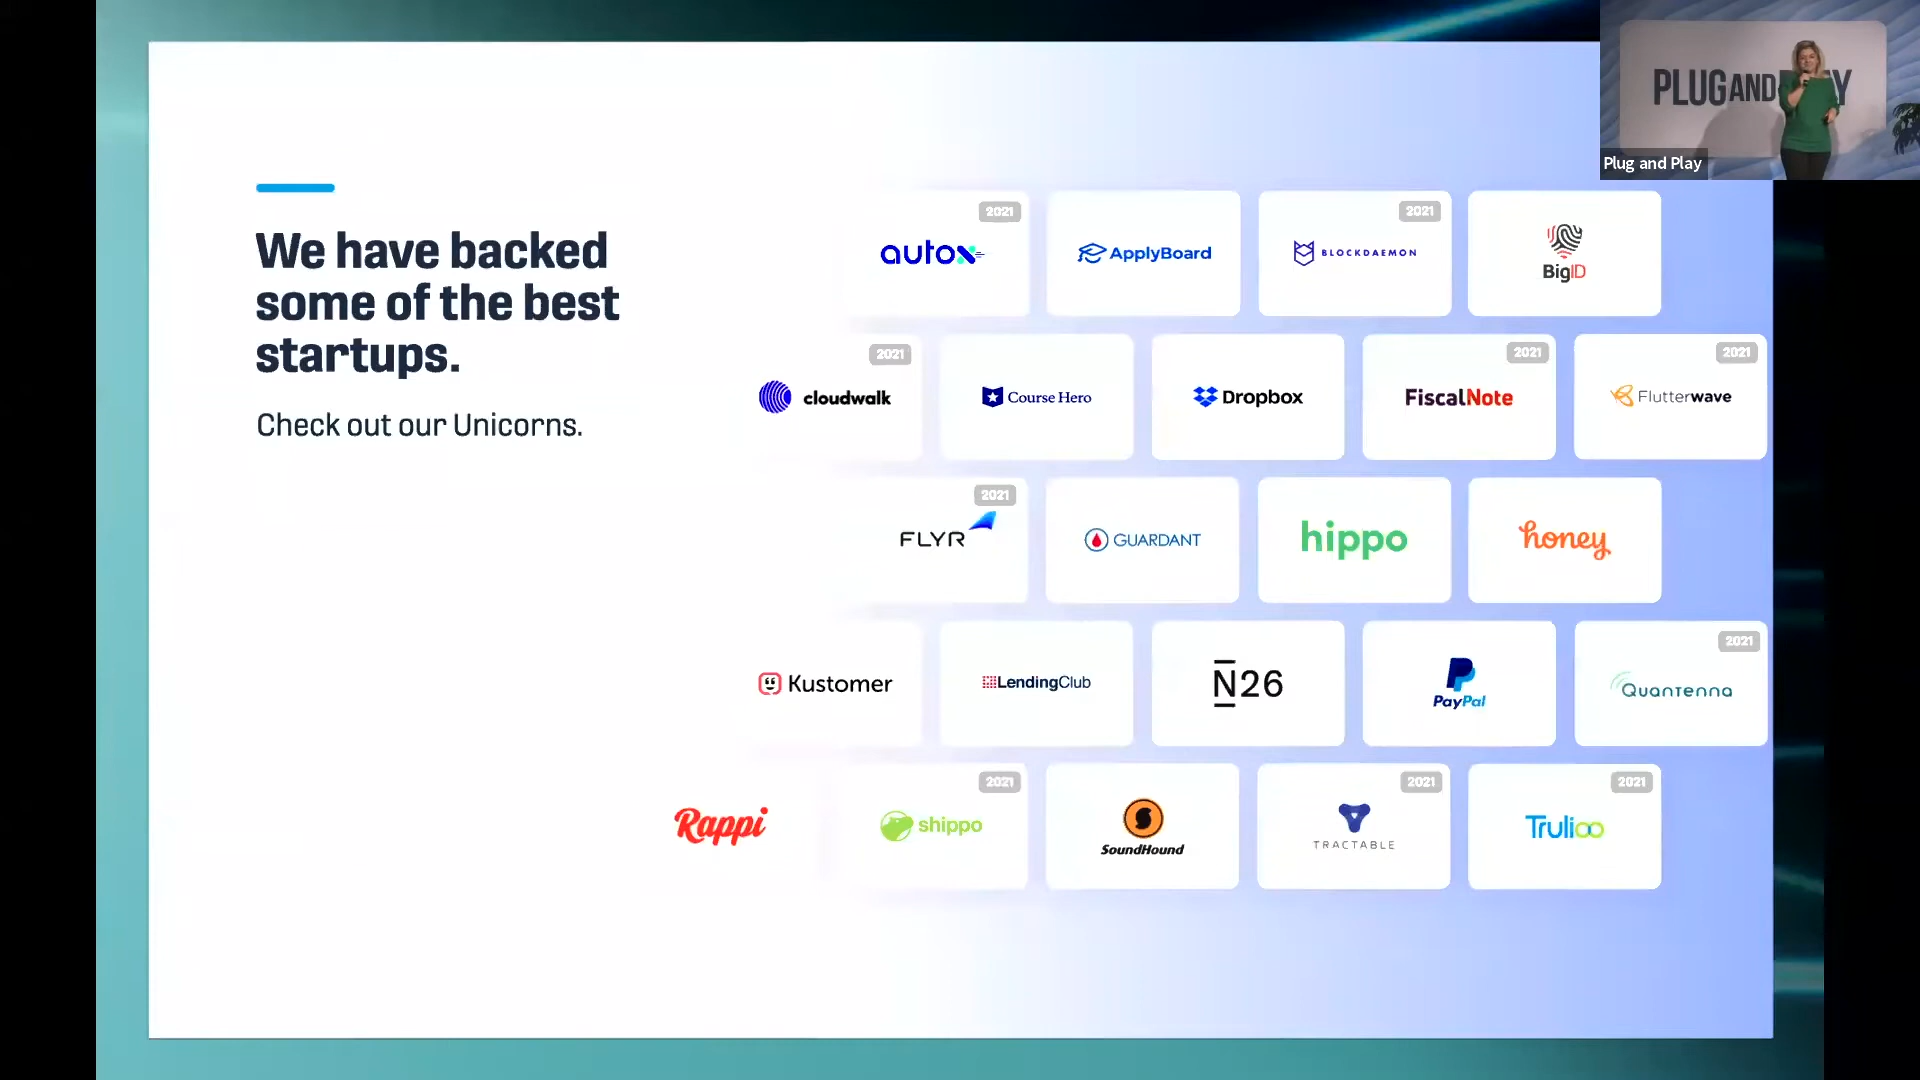 PLUG AND Y
Plug and Play
We have backed
some of the best
startups.
Check out our Unicorns.
2021
autox
ApplyBoard
2021
BLOCKDAEMON
BigID
2021
cloudwalk
Course Hero
Dropbox
2021
FiscalNote
2021
Flutterwave
2021
FLYR
GUARDANT
hippo
honey
Kustomer
LendingClub
N26
PayPal
2021
Quantenna
Rappi
2021
shippo
SoundHound
2021
TRACTABLE
2021
Trulioo